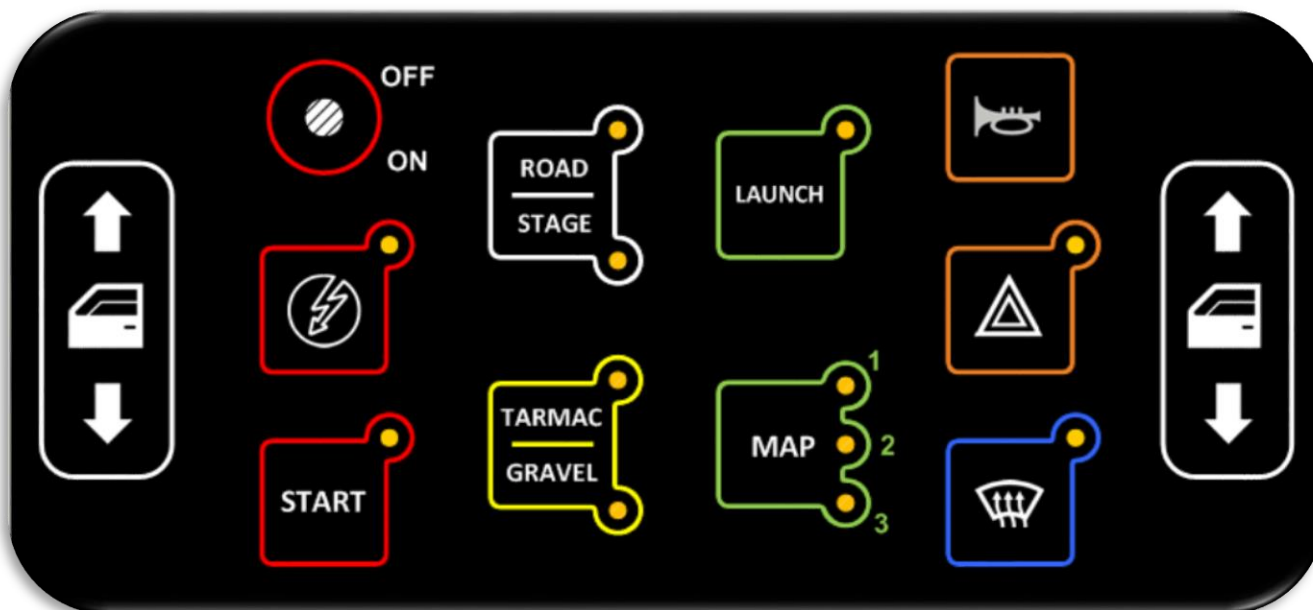 OFF
ON
START
ROAD
STAGE
TARMAC
GRAVEL
LAUNCH
MAP
1
2
3